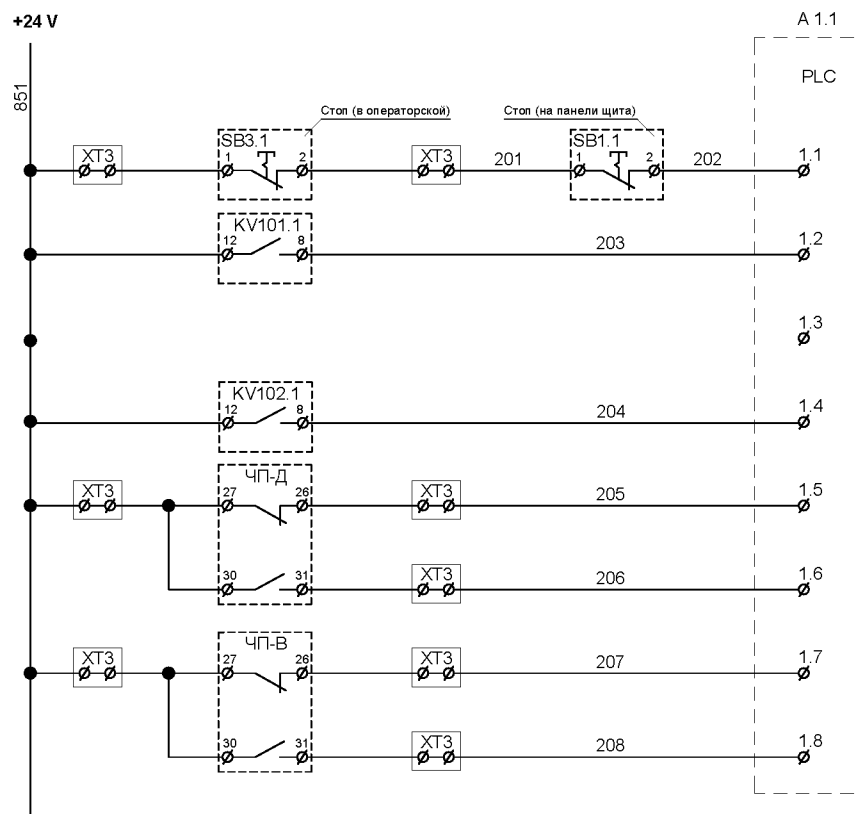 +24 V
A 1.1
851
PLC
Стоп (в операторской)
Стоп (на панели щита)
XT3
SB3.1
1
2
XT3
201
SB1.1
1
2
202
1.1
KV101.1
12
8
203
1.2
1.3
KV102.1
12
8
204
1.4
XT3
ЧП-Д
27
26
XT3
205
1.5
30
31
XT3
206
1.6
XT3
ЧП-В
27
26
XT3
207
1.7
30
31
XT3
208
1.8